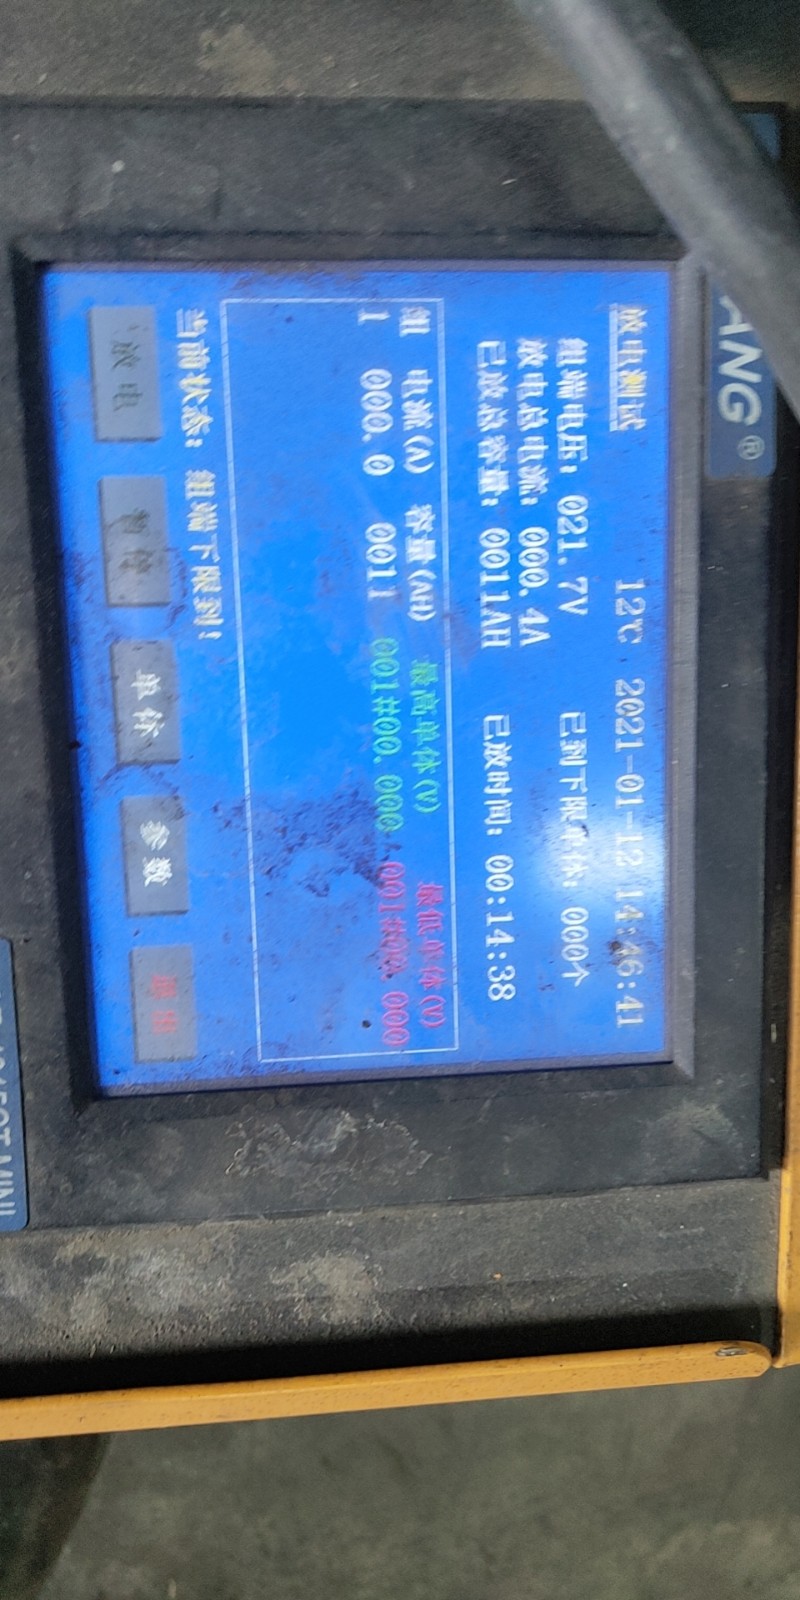 ANG®
放电测试 12℃ 2021-01-12 14:46:41
组端电压: 021.7V 已到下限单体: 000个
放电总电流: 000.4A
已放总容量: 0011AH 已放时间: 00:14:38
组 电流(A) 容量(AH) 最高单体(V) 最低单体(V)
1 000.0 0011 001#00.000 001#00.000
当前状态: 组端下限到!
放电 暂停 单体 参数 退出